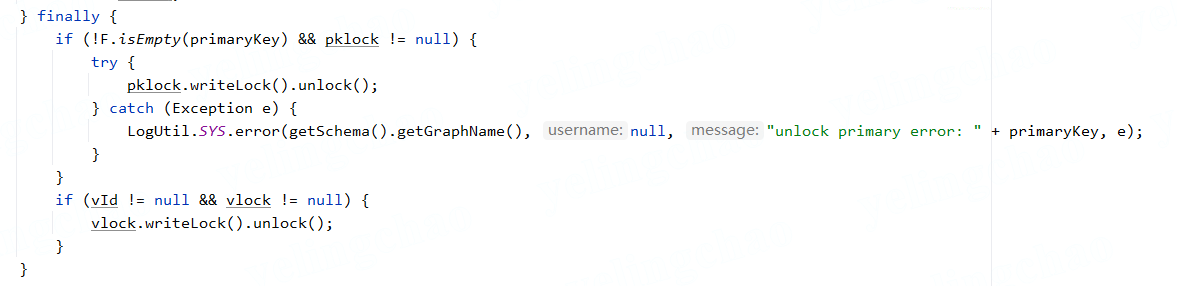 } finally {
if (!F.isEmpty(primaryKey) && pklock != null) {
try {
pklock.writeLock().unlock();
} catch (Exception e) {
LogUtil.SYS.error(getSchema().getGraphName(), username: null, message: "unlock primary error: " + primaryKey, e);
}
}
if (vId != null && vlock != null) {
vlock.writeLock().unlock();
}
}